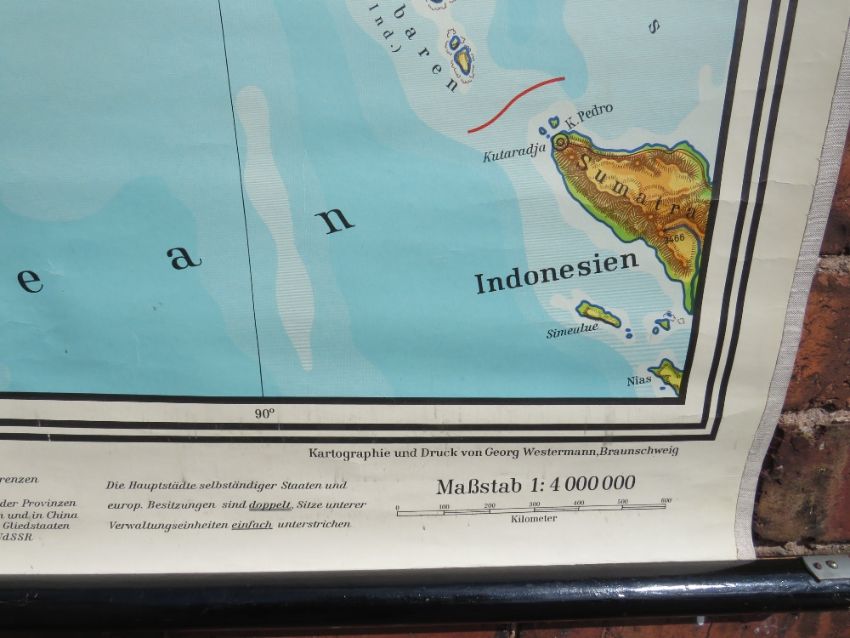 baren
(Ind.)
s
K. Pedro
Kutaradja
Sumatra
3466
ean
Indonesien
Simeulue
Nias
90°
Kartographie und Druck von Georg Westermann, Braunschweig
Die Hauptstädte selbständiger Staaten und
europ. Besitzungen sind doppelt, Sitze unterer
Verwaltungseinheiten einfach unterstrichen
der Provinzen
und in China
Gliedstaaten
Maßstab 1: 4 000 000
0 100 200 300 400 500 600
Kilometer